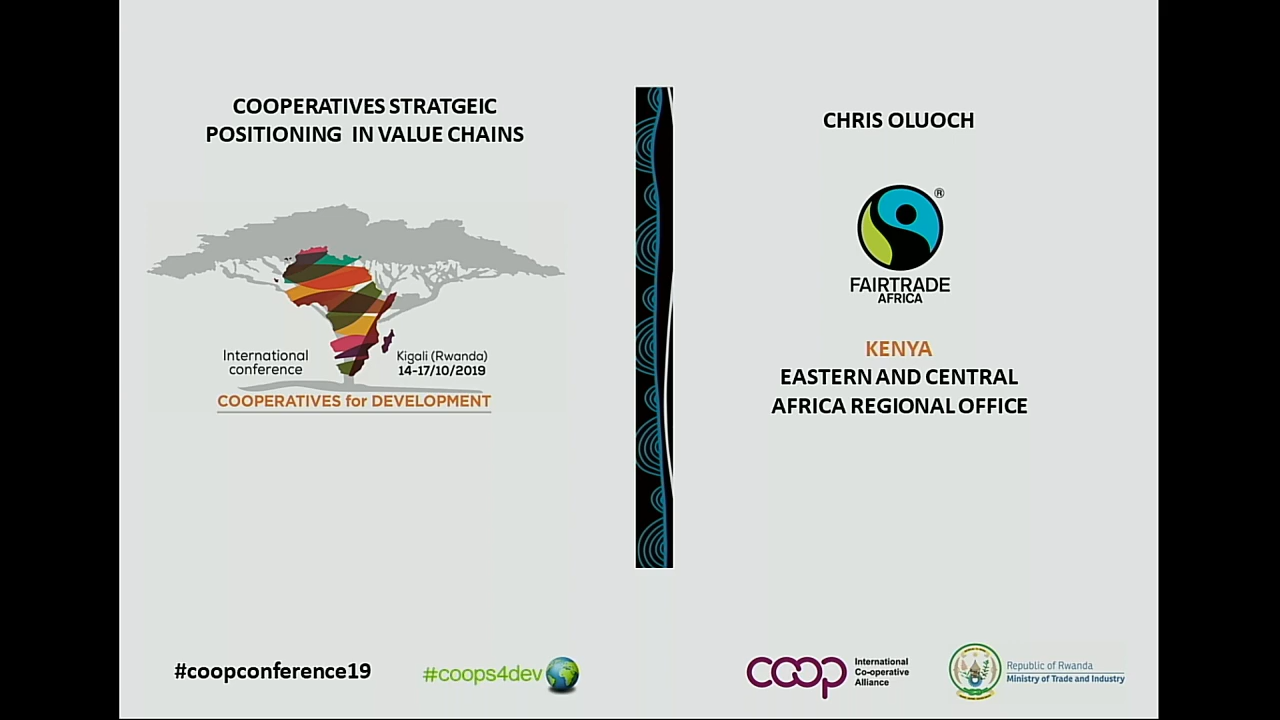 COOPERATIVES STRATGEIC
POSITIONING IN VALUE CHAINS
International
conference
Kigali (Rwanda)
14-17/10/2019
COOPERATIVES for DEVELOPMENT
CHRIS OLUOCH
®
FAIRTRADE
AFRICA
KENYA
EASTERN AND CENTRAL
AFRICA REGIONAL OFFICE
#coopconference19
#coops4dev
coop
International
Co-operative
Alliance
Republic of Rwanda
Ministry of Trade and Industry